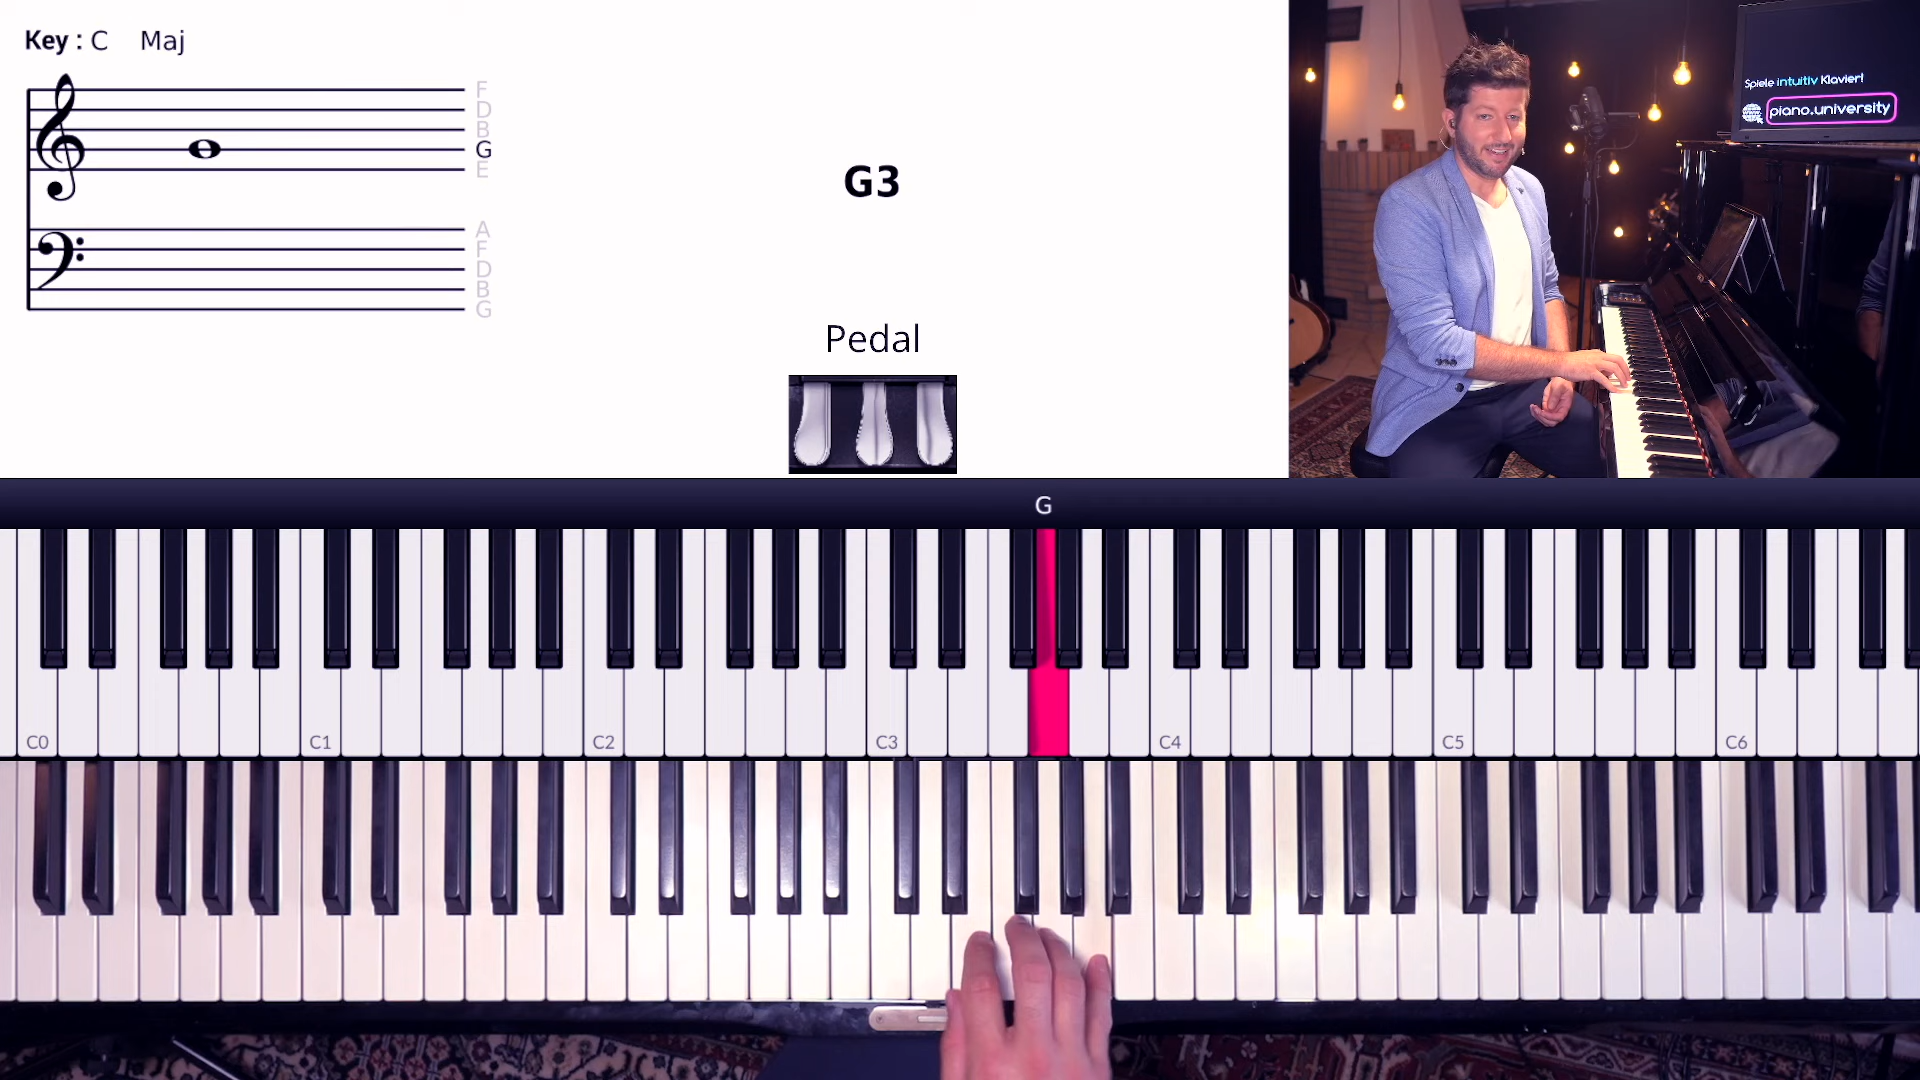 Key : C Maj
F
D
B
G
E
A
F
D
B
G
G3
Pedal
Spiele intuitiv Klavier!
piano.university
G
C0 C1 C2 C3 C4 C5 C6